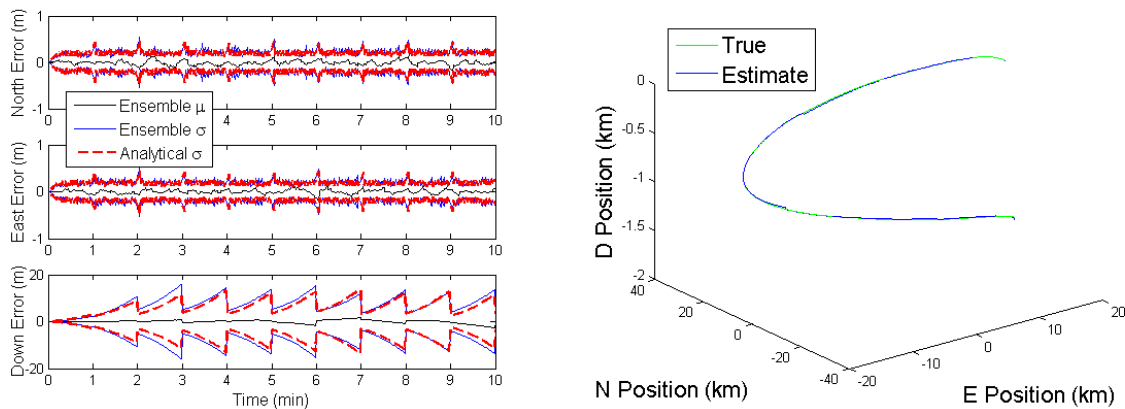 North Error (m)
1
0
-1
0 1 2 3 4 5 6 7 8 9 10
Ensemble μ
Ensemble σ
Analytical σ
East Error (m)
1
0
-1
0 1 2 3 4 5 6 7 8 9 10
Down Error (m)
20
0
-20
0 1 2 3 4 5 6 7 8 9 10
Time (min)
True
Estimate
D Position (km)
0
-0.5
-1
-1.5
-2
40
20
0
-20
-40
N Position (km)
-20
-10
0
10
20
E Position (km)